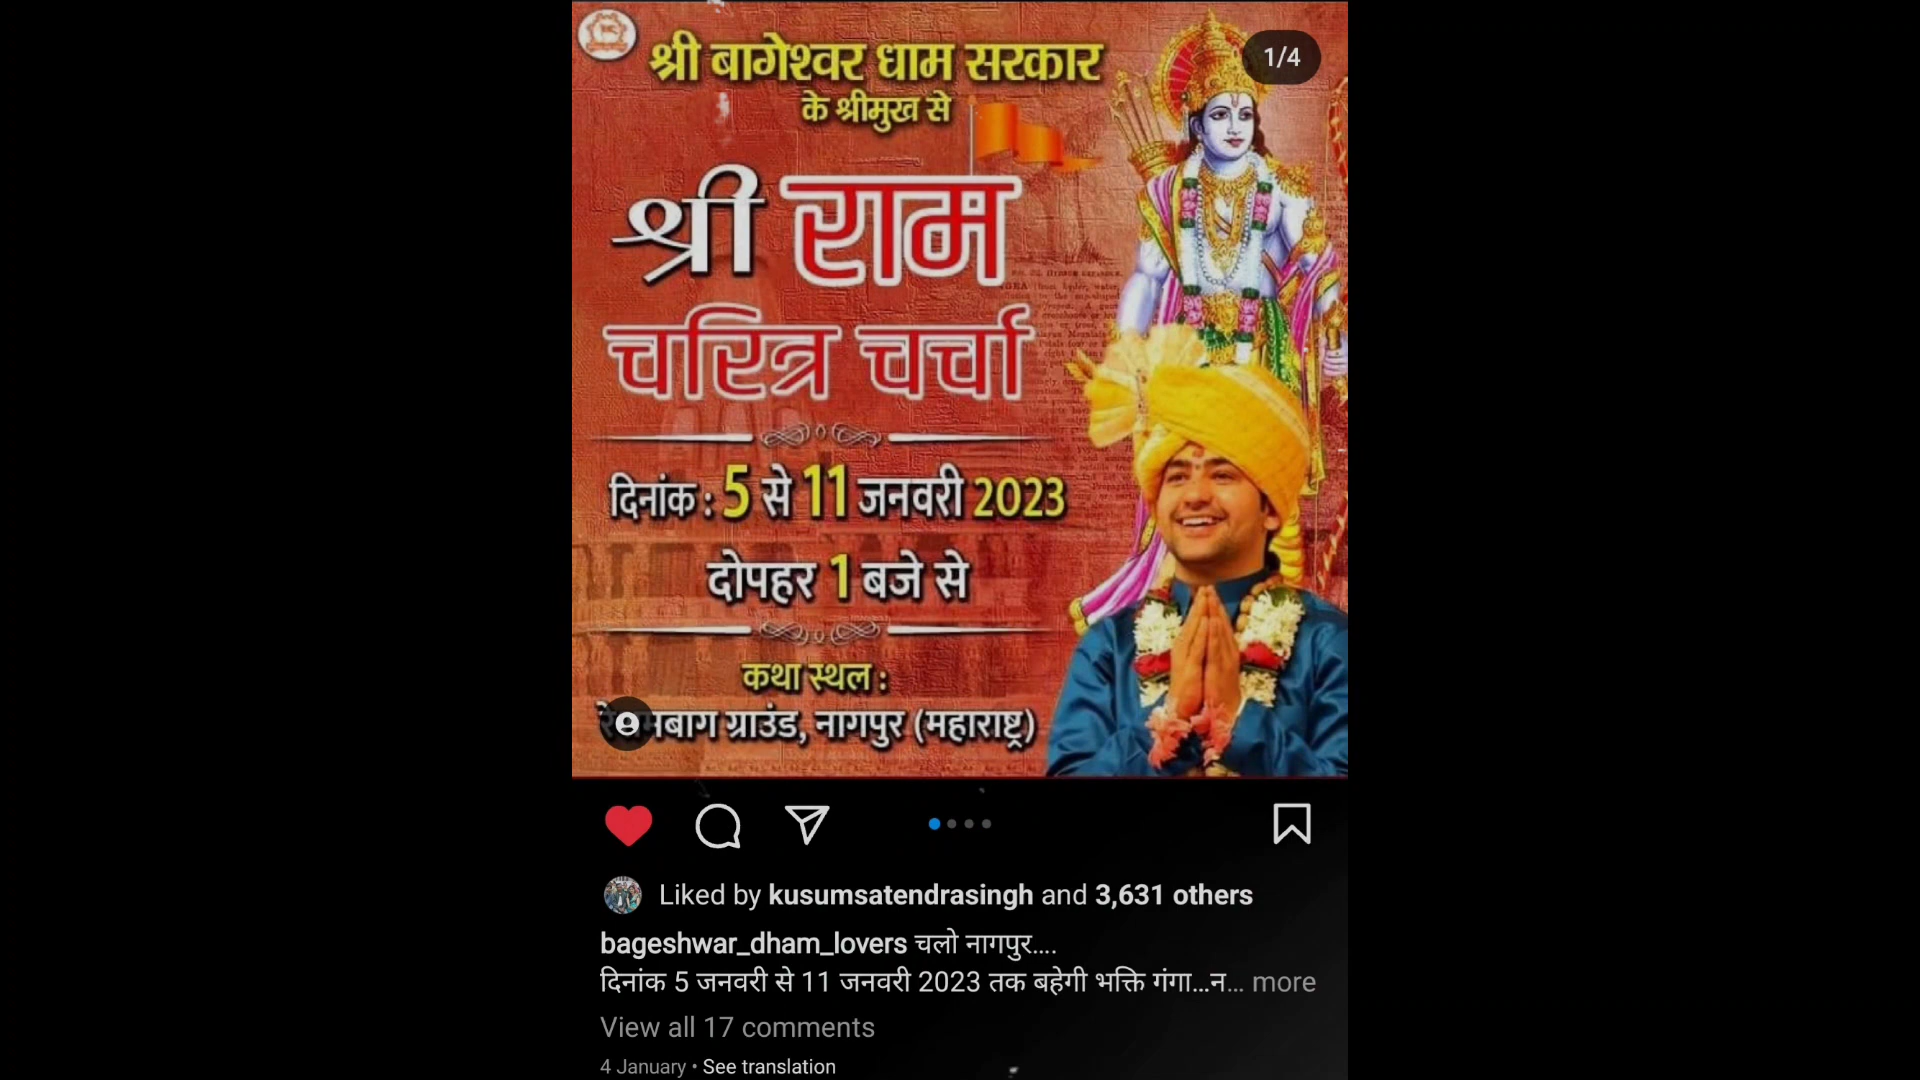 1/4
श्री बागेश्वर धाम सरकार
के श्रीमुख से
श्री राम
चरित्र चर्चा
दिनांक : 5 से 11 जनवरी 2023
दोपहर 1 बजे से
कथा स्थल :
ग्राउंड, नागपुर (महाराष्ट्र)
Liked by kusumsatendrasingh and 3,631 others
bageshwar_dham_lovers चलो नागपुर....
दिनांक 5 जनवरी से 11 जनवरी 2023 तक बहेगी भक्ति गंगा...न... more
View all 17 comments
4 January • See translation